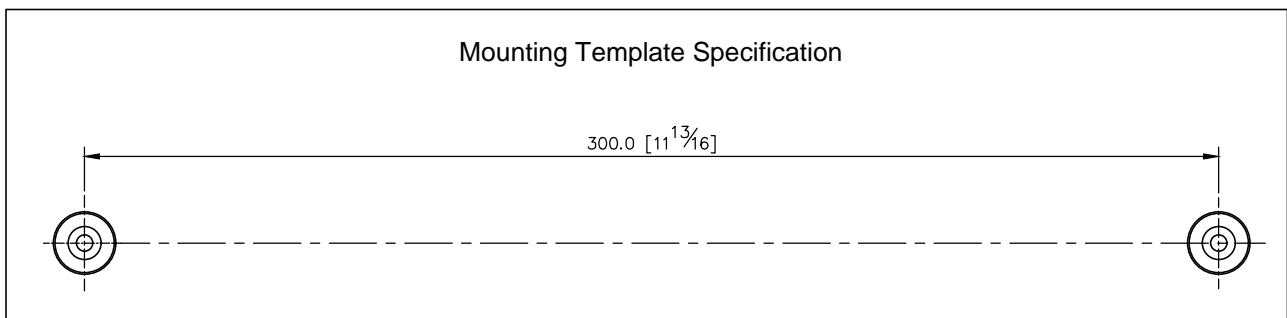 Mounting Template Specification
300.0 [11 13/16]